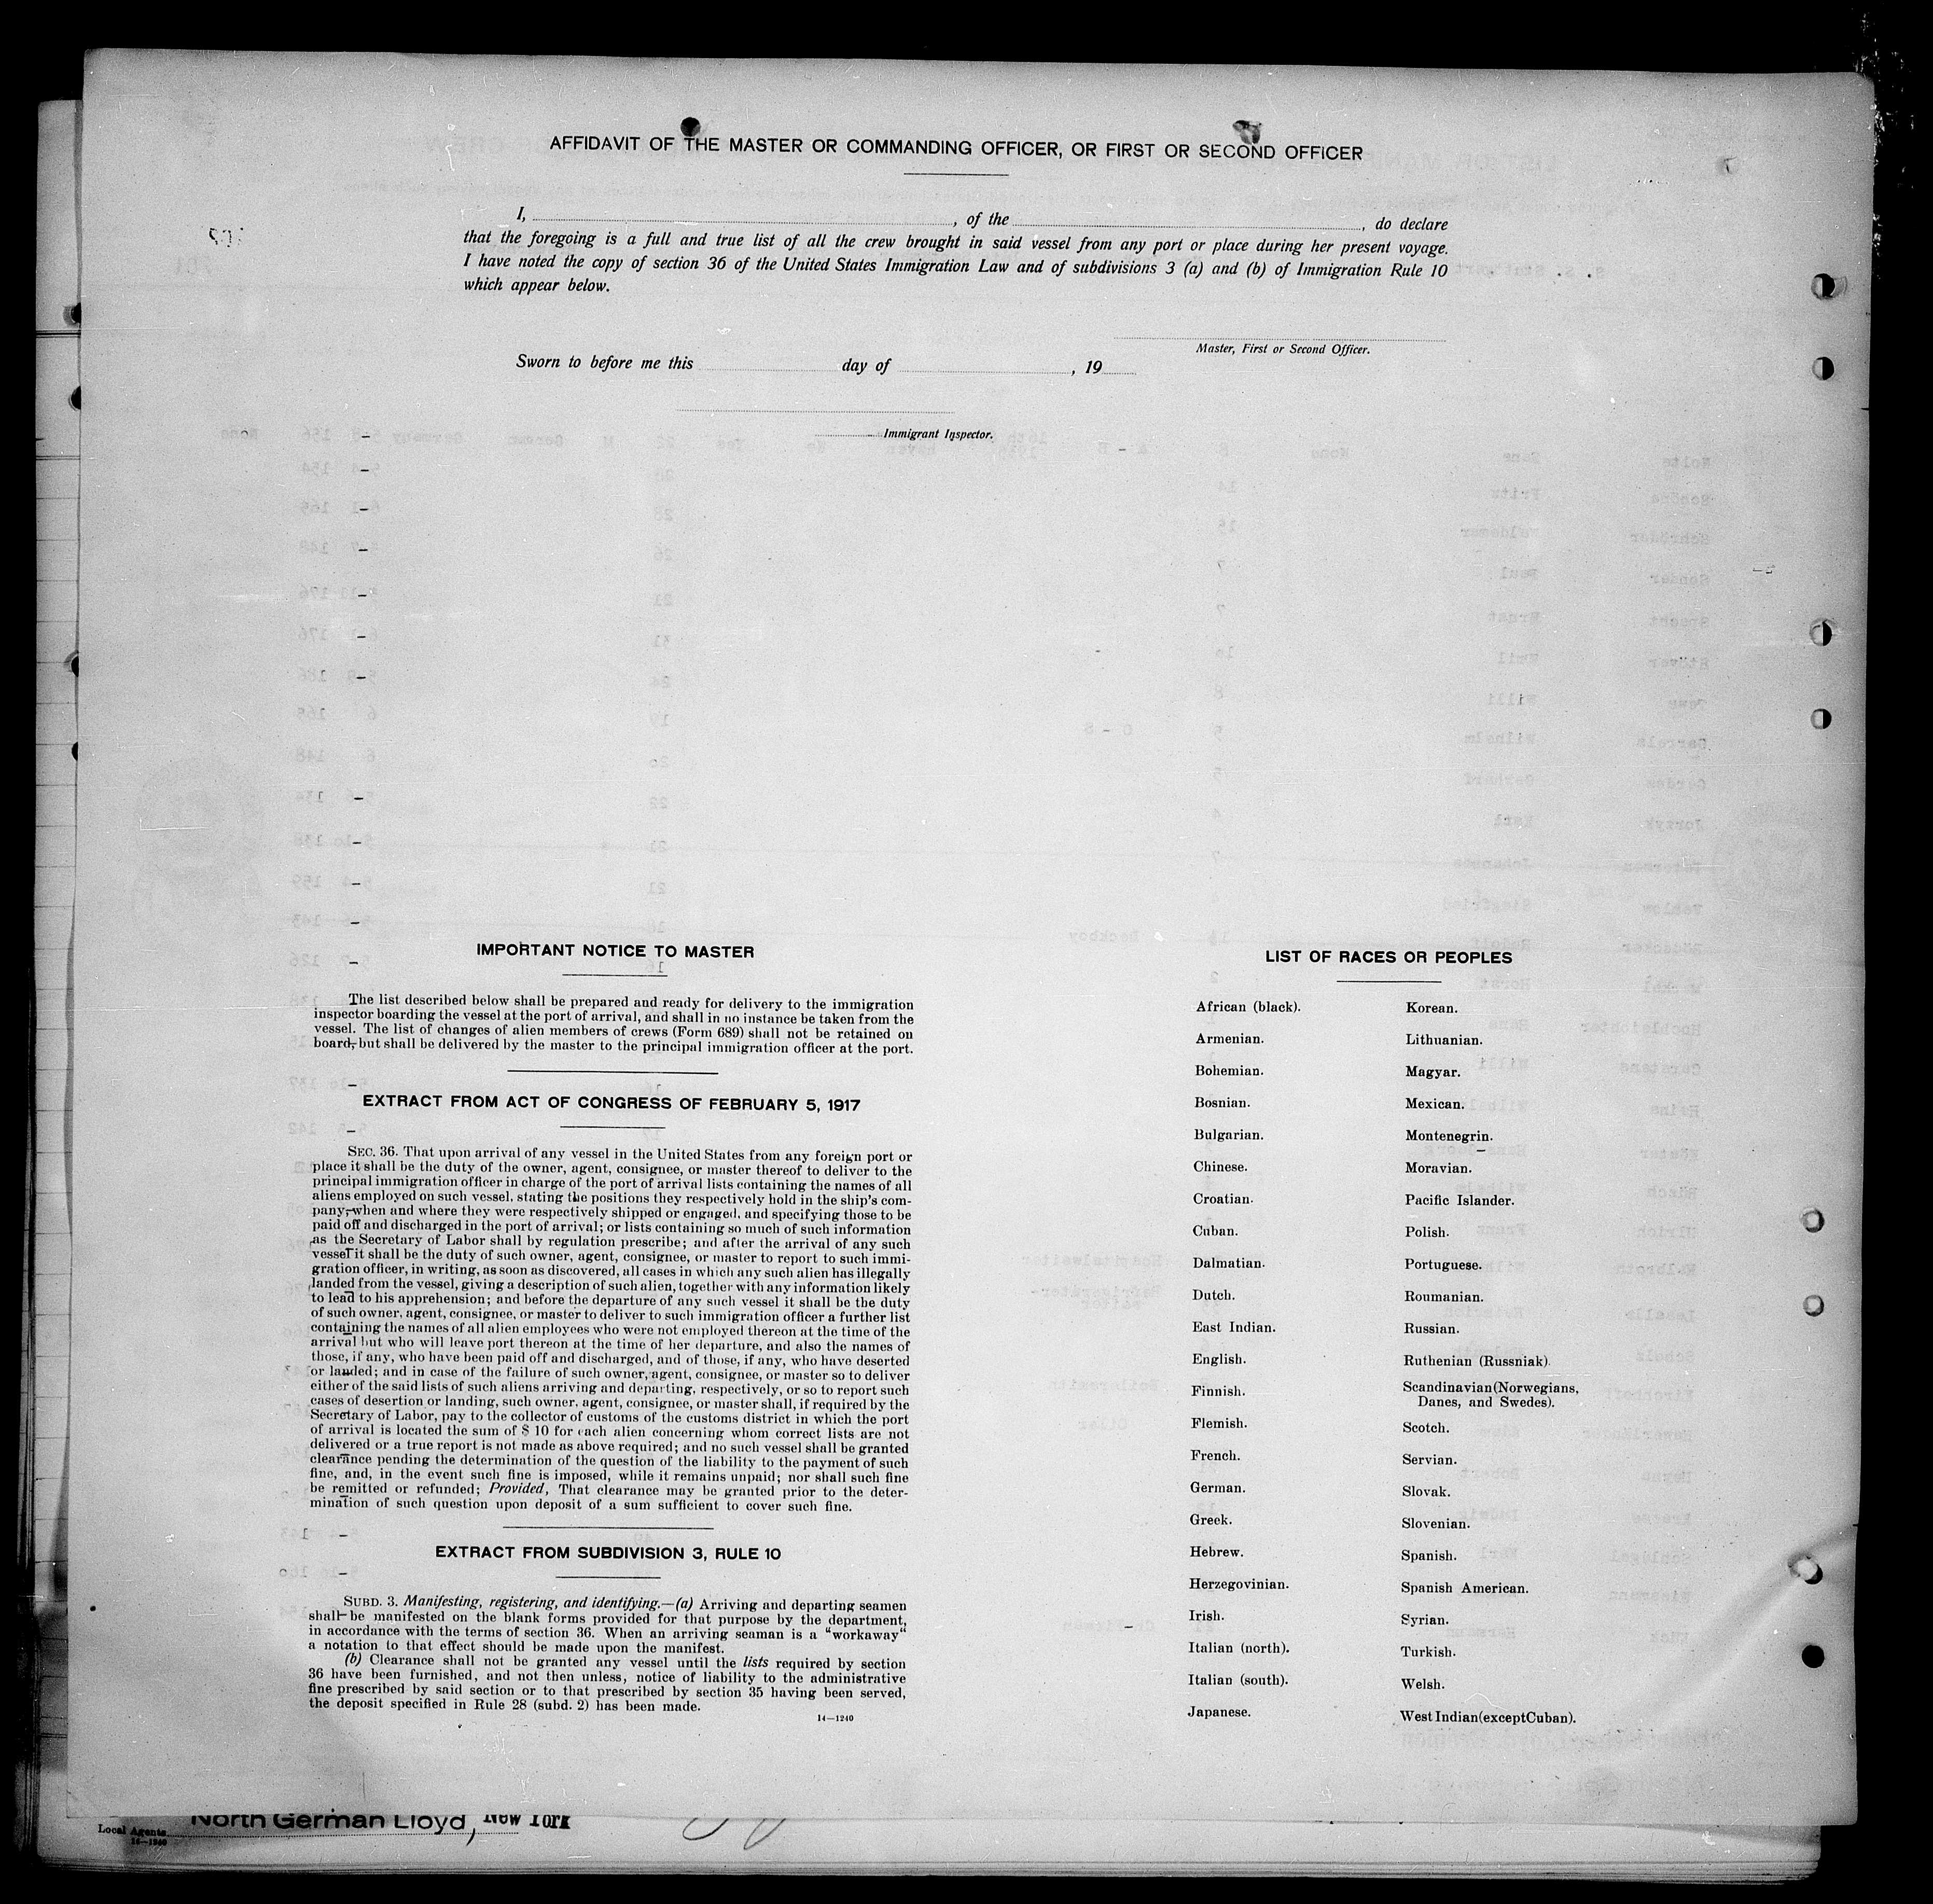 AFFIDAVIT OF THE MASTER OR COMMANDING OFFICER, OR FIRST OR SECOND OFFICER
I, , of the , do declare
that the foregoing is a full and true list of all the crew brought in said vessel from any port or place during her present voyage.
I have noted the copy of section 36 of the United States Immigration Law and of subdivisions 3 (a) and (b) of Immigration Rule 10
which appear below.
Master, First or Second Officer.
Sworn to before me this day of , 19
Immigrant Inspector.
IMPORTANT NOTICE TO MASTER
The list described below shall be prepared and ready for delivery to the immigration
inspector boarding the vessel at the port of arrival, and shall in no instance be taken from the
vessel. The list of changes of alien members of crews (Form 689) shall not be retained on
board, but shall be delivered by the master to the principal immigration officer at the port.
EXTRACT FROM ACT OF CONGRESS OF FEBRUARY 5, 1917
SEC. 36. That upon arrival of any vessel in the United States from any foreign port or
place it shall be the duty of the owner, agent, consignee, or master thereof to deliver to the
principal immigration officer in charge of the port of arrival lists containing the names of all
aliens employed on such vessel, stating the positions they respectively hold in the ship's com-
pany, when and where they were respectively shipped or engaged, and specifying those to be
paid off and discharged in the port of arrival; or lists containing so much of such information
as the Secretary of Labor shall by regulation prescribe; and after the arrival of any such
vessel it shall be the duty of such owner, agent, consignee, or master to report to such immi-
gration officer, in writing, as soon as discovered, all cases in which any such alien has illegally
landed from the vessel, giving a description of such alien, together with any information likely
to lead to his apprehension; and before the departure of any such vessel it shall be the duty
of such owner, agent, consignee, or master to deliver to such immigration officer a further list
containing the names of all alien employees who were not employed thereon at the time of the
arrival but who will leave port thereon at the time of her departure, and also the names of
those, if any, who have been paid off and discharged, and of those, if any, who have deserted
or landed; and in case of the failure of such owner, agent, consignee, or master so to deliver
either of the said lists of such aliens arriving and departing, respectively, or so to report such
cases of desertion or landing, such owner, agent, consignee, or master shall, if required by the
Secretary of Labor, pay to the collector of customs of the customs district in which the port
of arrival is located the sum of $ 10 for each alien concerning whom correct lists are not
delivered or a true report is not made as above required; and no such vessel shall be granted
clearance pending the determination of the question of the liability to the payment of such
fine, and, in the event such fine is imposed, while it remains unpaid; nor shall such fine
be remitted or refunded; Provided, That clearance may be granted prior to the deter-
mination of such question upon deposit of a sum sufficient to cover such fine.
EXTRACT FROM SUBDIVISION 3, RULE 10
SUBD. 3. Manifesting, registering, and identifying.—(a) Arriving and departing seamen
shall be manifested on the blank forms provided for that purpose by the department,
in accordance with the terms of section 36. When an arriving seaman is a "workaway"
a notation to that effect should be made upon the manifest.
(b) Clearance shall not be granted any vessel until the lists required by section
36 have been furnished, and not then unless, notice of liability to the administrative
fine prescribed by said section or to that prescribed by section 35 having been served,
the deposit specified in Rule 28 (subd. 2) has been made.
14—1240
LIST OF RACES OR PEOPLES
African (black).
Armenian.
Bohemian.
Bosnian.
Bulgarian.
Chinese.
Croatian.
Cuban.
Dalmatian.
Dutch.
East Indian.
English.
Finnish.
Flemish.
French.
German.
Greek.
Hebrew.
Herzegovinian.
Irish.
Italian (north).
Italian (south).
Japanese.
Korean.
Lithuanian.
Magyar.
Mexican.
Montenegrin.
Moravian.
Pacific Islander.
Polish.
Portuguese.
Roumanian.
Russian.
Ruthenian (Russniak).
Scandinavian (Norwegians,
Danes, and Swedes).
Scotch.
Servian.
Slovak.
Slovenian.
Spanish.
Spanish American.
Syrian.
Turkish.
Welsh.
West Indian (except Cuban).
North German Lloyd, New York
Local Agents
14—1240